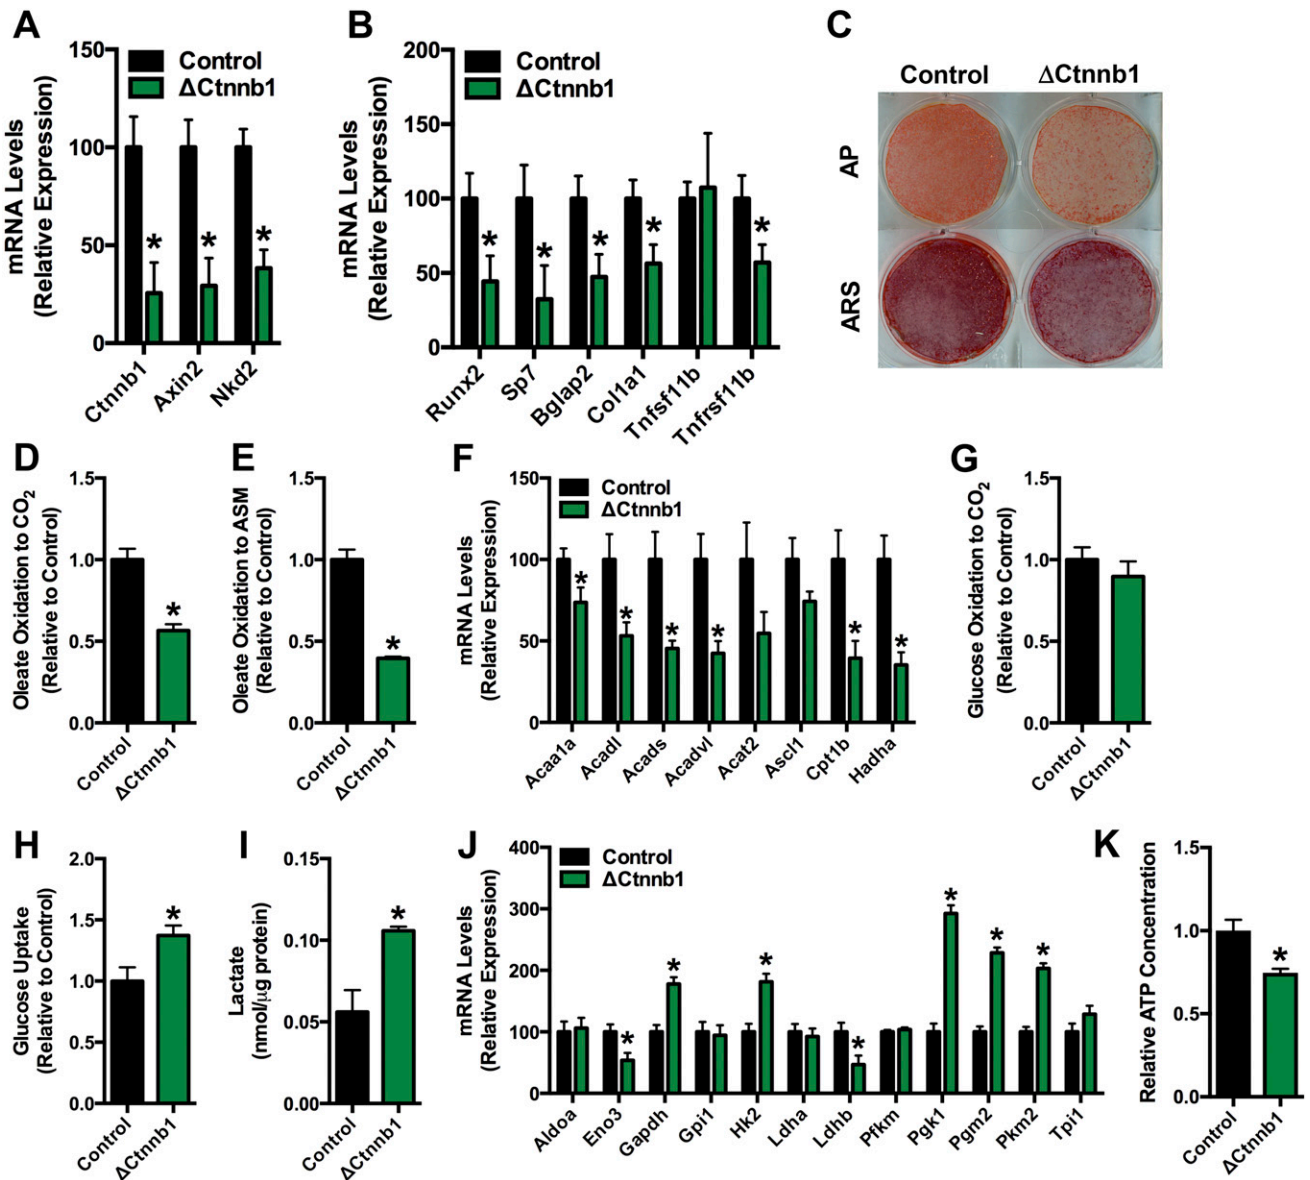 A
mRNA Levels
(Relative Expression)
150
100
50
0
Control
ΔCtnnb1
*
*
*
Ctnnb1
Axin2
Nkd2
B
mRNA Levels
(Relative Expression)
200
150
100
50
0
Control
ΔCtnnb1
*
*
*
*
*
Runx2
Sp7
Bglap2
Col1a1
Tnfsf11b
Tnfrsf11b
C
Control
ΔCtnnb1
AP
ARS
D
Oleate Oxidation to CO2
(Relative to Control)
1.5
1.0
0.5
0.0
*
Control
ΔCtnnb1
E
Oleate Oxidation to ASM
(Relative to Control)
1.5
1.0
0.5
0.0
*
Control
ΔCtnnb1
F
mRNA Levels
(Relative Expression)
150
100
50
0
Control
ΔCtnnb1
*
*
*
*
*
*
Acaa1a
Acadl
Acads
Acadvl
Acat2
Ascl1
Cpt1b
Hadha
G
Glucose Oxidation to CO2
(Relative to Control)
1.5
1.0
0.5
0.0
Control
ΔCtnnb1
H
Glucose Uptake
(Relative to Control)
2.0
1.5
1.0
0.5
0.0
*
Control
ΔCtnnb1
I
Lactate
(nmol/μg protein)
0.15
0.10
0.05
0.00
*
Control
ΔCtnnb1
J
mRNA Levels
(Relative Expression)
400
300
200
100
0
Control
ΔCtnnb1
*
*
*
*
*
*
*
Aldoa
Eno3
Gapdh
Gpi1
Hk2
Ldha
Ldhb
Pfkm
Pgk1
Pgm2
Pkm2
Tpi1
K
Relative ATP Concentration
1.5
1.0
0.5
0.0
*
Control
ΔCtnnb1